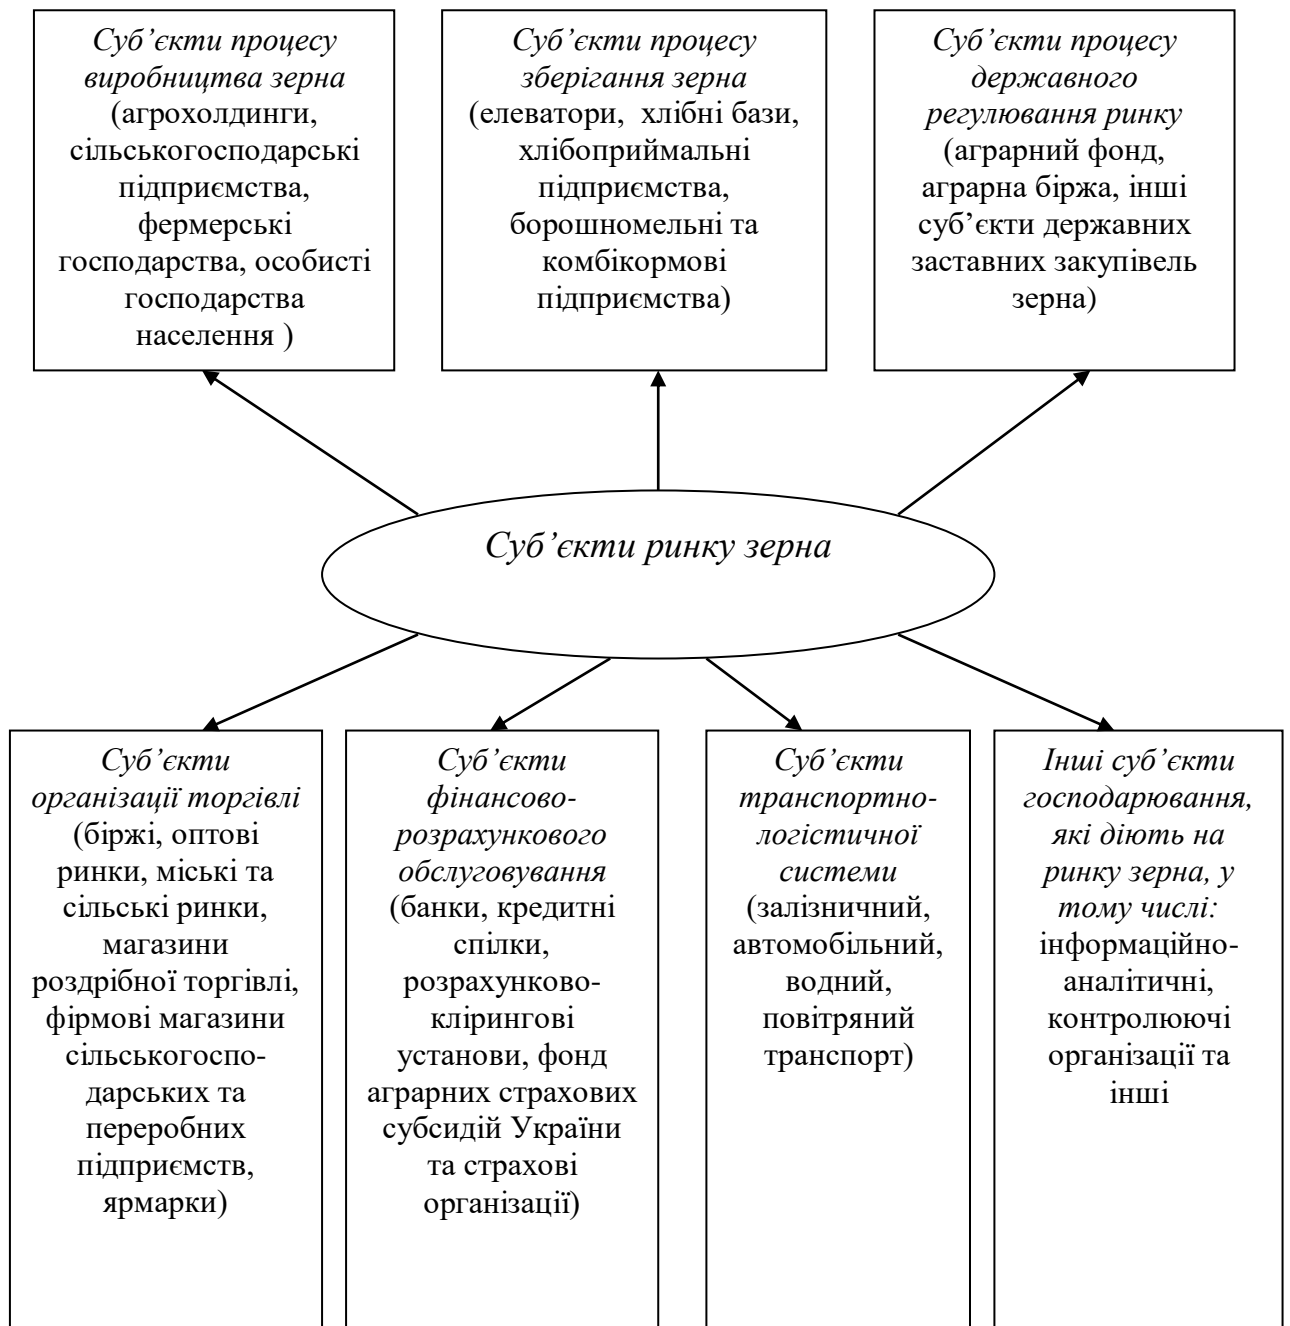 Суб’єкти процесу
виробництва зерна
(агрохолдинги,
сільськогосподарські
підприємства,
фермерські
господарства, особисті
господарства
населення )
Суб’єкти процесу
зберігання зерна
(елеватори,  хлібні бази,
хлібоприймальні
підприємства,
борошномельні та
комбікормові
підприємства)
Суб’єкти процесу
державного
регулювання ринку
(аграрний фонд,
аграрна біржа, інші
суб’єкти державних
заставних закупівель
зерна)
Суб’єкти ринку зерна
Суб’єкти
організації торгівлі
(біржі, оптові
ринки, міські та
сільські ринки,
магазини
роздрібної торгівлі,
фірмові магазини
сільськогоспо-
дарських та
переробних
підприємств,
ярмарки)
Суб’єкти
фінансово-
розрахункового
обслуговування
(банки, кредитні
спілки,
розрахунково-
клірингові
установи, фонд
аграрних страхових
субсидій України
та страхові
організації)
Суб’єкти
транспортно-
логістичної
системи
(залізничний,
автомобільний,
водний,
повітряний
транспорт)
Інші суб’єкти
господарювання,
які діють на
ринку зерна, у
тому числі:
інформаційно-
аналітичні,
контролюючі
організації та
інші